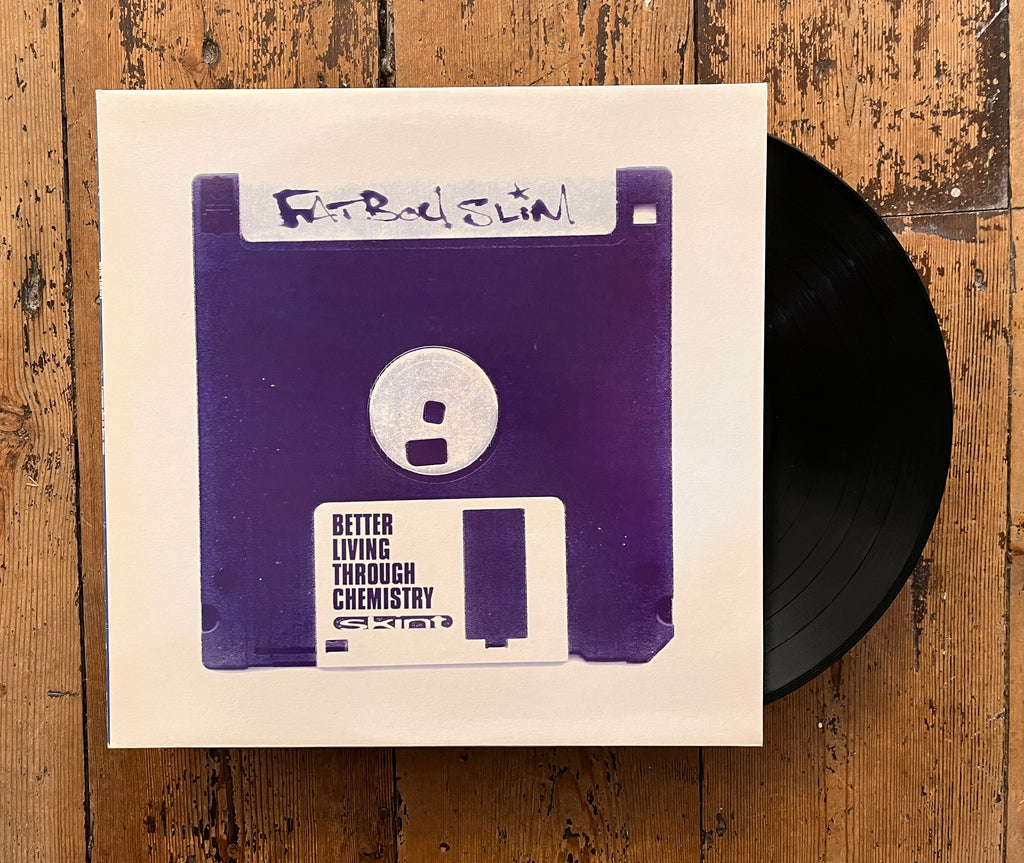 FATBOY SLIM
BETTER
LIVING
THROUGH
CHEMISTRY
SKINT